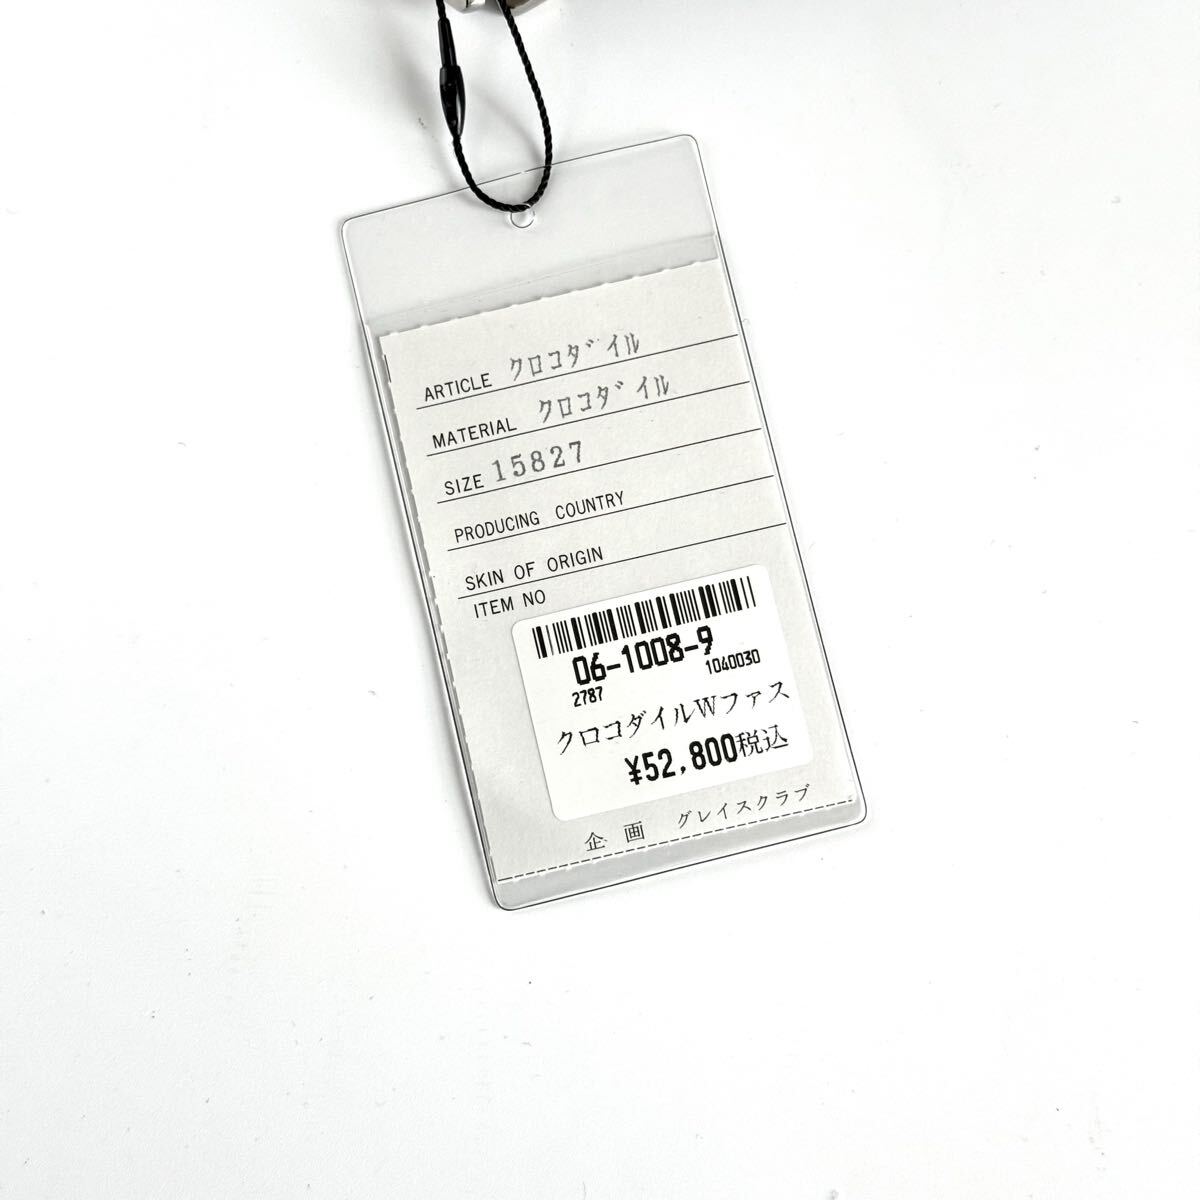 ARTICLE クロコダイル
MATERIAL クロコダイル
SIZE 15827
PRODUCING COUNTRY
SKIN OF ORIGIN
ITEM NO
06-1008-9
2787 1040030
クロコダイルWファス
¥52,800税込
企画 グレイスクラブ